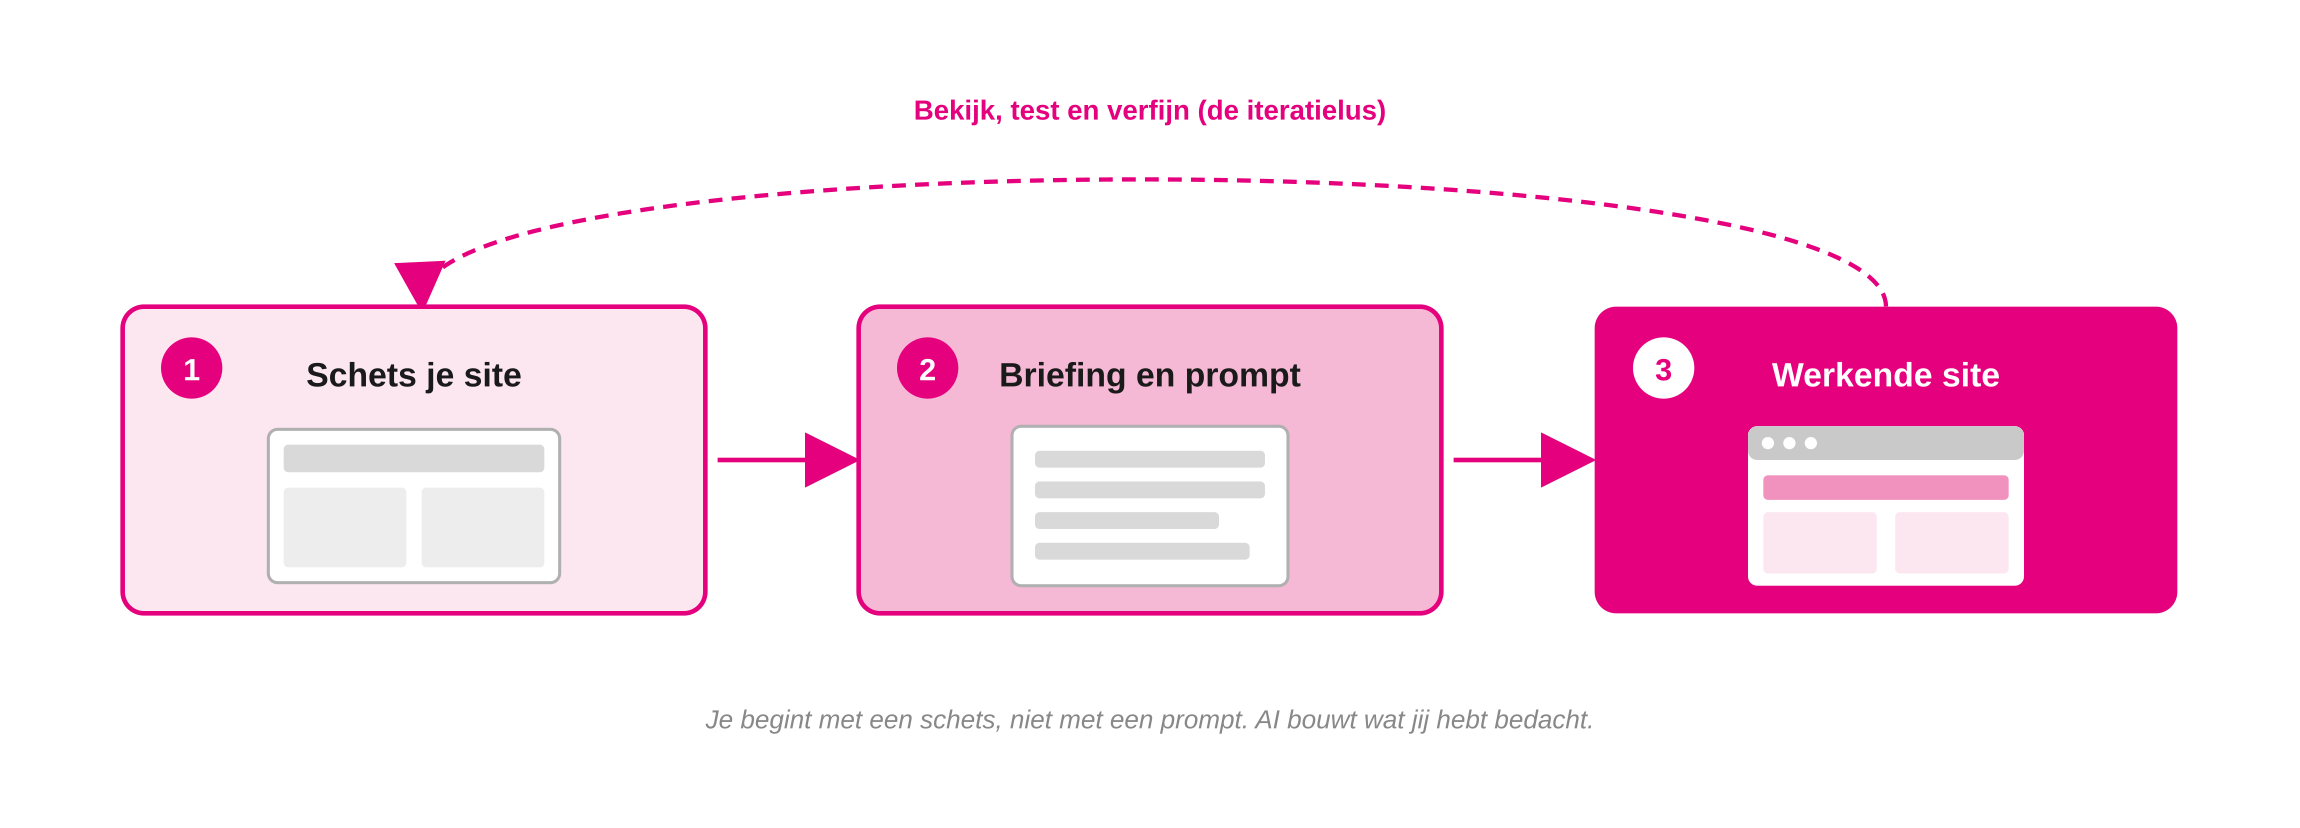 Bekijk, test en verfijn (de iteratielus)
1
Schets je site
2
Briefing en prompt
3
Werkende site
Je begint met een schets, niet met een prompt. AI bouwt wat jij hebt bedacht.